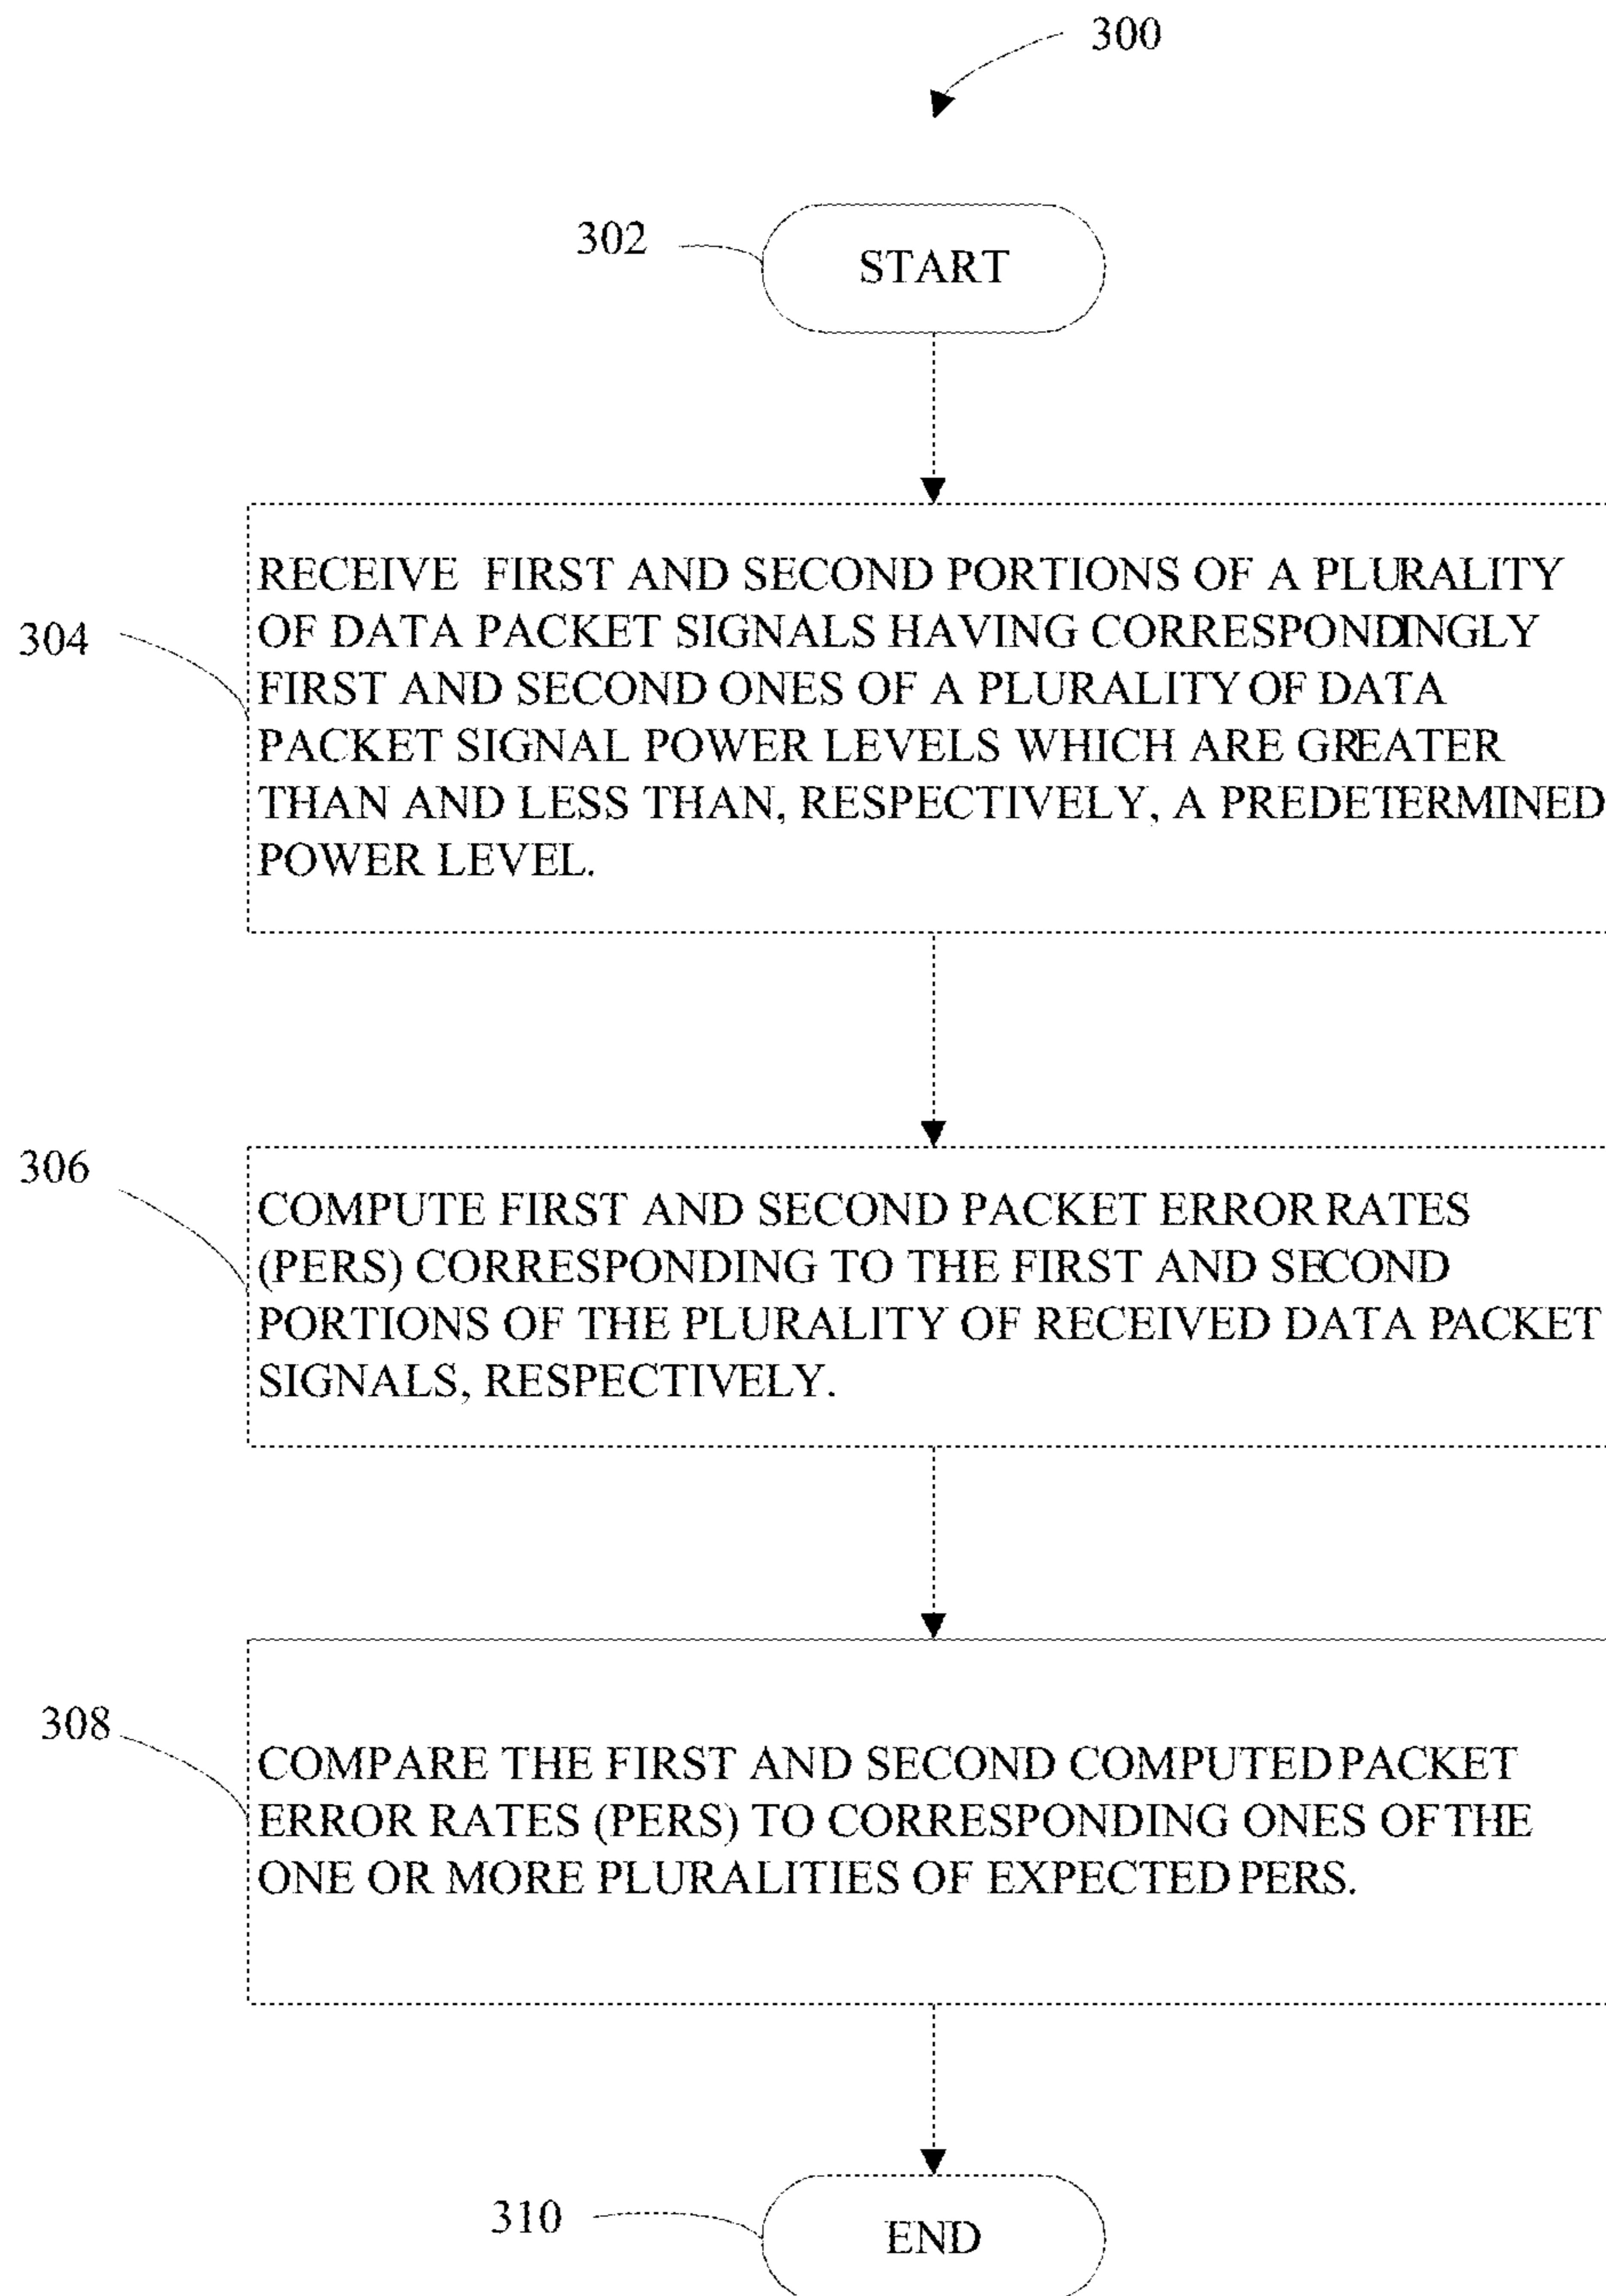 300
302
START
304
RECEIVE FIRST AND SECOND PORTIONS OF A PLURALITY
OF DATA PACKET SIGNALS HAVING CORRESPONDINGLY
FIRST AND SECOND ONES OF A PLURALITY OF DATA
PACKET SIGNAL POWER LEVELS WHICH ARE GREATER
THAN AND LESS THAN, RESPECTIVELY, A PREDETERMINED
POWER LEVEL.
306
COMPUTE FIRST AND SECOND PACKET ERROR RATES
(PERS) CORRESPONDING TO THE FIRST AND SECOND
PORTIONS OF THE PLURALITY OF RECEIVED DATA PACKET
SIGNALS, RESPECTIVELY.
308
COMPARE THE FIRST AND SECOND COMPUTED PACKET
ERROR RATES (PERS) TO CORRESPONDING ONES OF THE
ONE OR MORE PLURALITIES OF EXPECTED PERS.
310
END